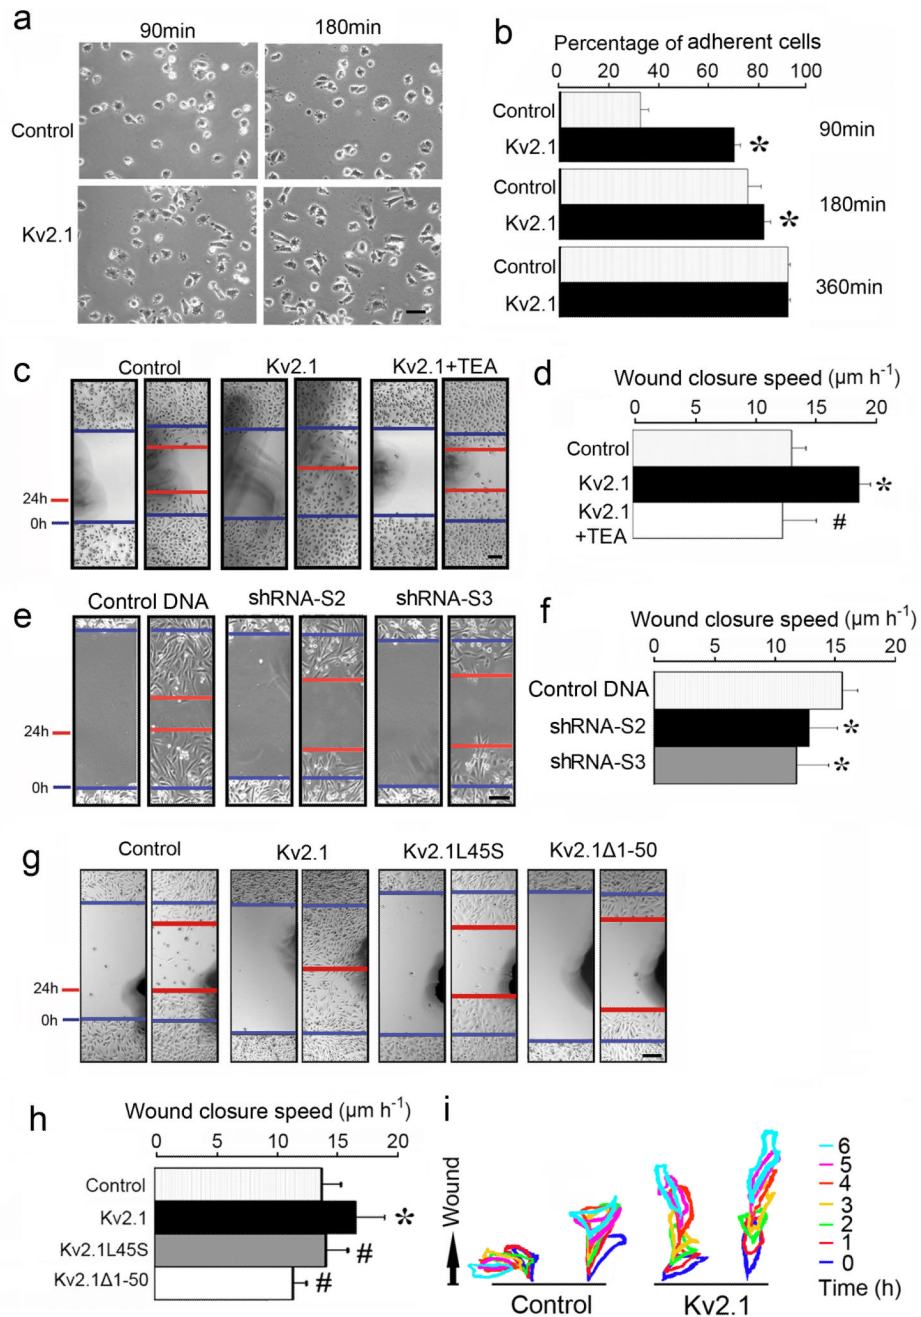 a
90min 180min
Control
Kv2.1
b
Percentage of adherent cells
0 20 40 60 80 100
Control
Kv2.1
*
90min
Control
Kv2.1
*
180min
Control
Kv2.1
360min
c
Control Kv2.1 Kv2.1+TEA
24h
0h
d
Wound closure speed (µm h-1)
0 5 10 15 20
Control
Kv2.1 *
Kv2.1
+TEA
#
e
Control DNA shRNA-S2 shRNA-S3
24h
0h
f
Wound closure speed (µm h-1)
0 5 10 15 20
Control DNA
shRNA-S2 *
shRNA-S3 *
g
Control Kv2.1 Kv2.1L45S Kv2.1Δ1-50
24h
0h
h
Wound closure speed (µm h-1)
0 5 10 15 20
Control
Kv2.1 *
Kv2.1L45S #
Kv2.1Δ1-50 #
i
Wound
Control Kv2.1
6
5
4
3
2
1
0
Time (h)